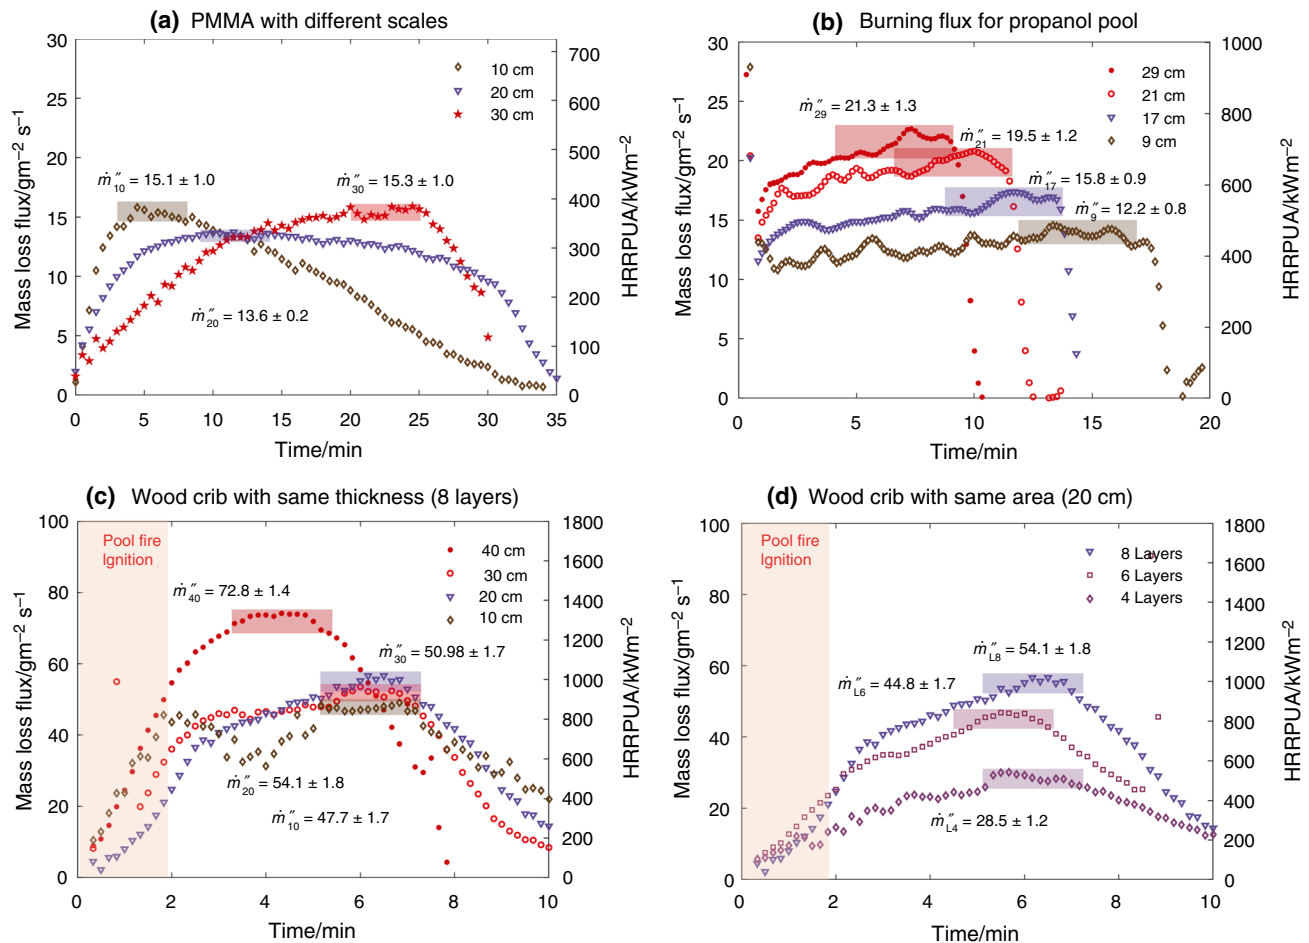 (a) PMMA with different scales
30
25
20
15
10
5
0
Mass loss flux/gm⁻² s⁻¹
10 cm
20 cm
30 cm
ṁ″₁₀ = 15.1 ± 1.0
ṁ″₃₀ = 15.3 ± 1.0
ṁ″₂₀ = 13.6 ± 0.2
700
600
500
400
300
200
100
0
HRRPUA/kWm⁻²
0 5 10 15 20 25 30 35
Time/min
(b) Burning flux for propanol pool
30
25
20
15
10
5
0
Mass loss flux/gm⁻² s⁻¹
29 cm
21 cm
17 cm
9 cm
ṁ″₂₉ = 21.3 ± 1.3
ṁ″₂₁ = 19.5 ± 1.2
ṁ″₁₇ = 15.8 ± 0.9
ṁ″₉ = 12.2 ± 0.8
1000
800
600
400
200
0
HRRPUA/kWm⁻²
0 5 10 15 20
Time/min
(c) Wood crib with same thickness (8 layers)
100
80
60
40
20
0
Mass loss flux/gm⁻² s⁻¹
Pool fire
Ignition
40 cm
30 cm
20 cm
10 cm
ṁ″₄₀ = 72.8 ± 1.4
ṁ″₃₀ = 50.98 ± 1.7
ṁ″₂₀ = 54.1 ± 1.8
ṁ″₁₀ = 47.7 ± 1.7
1800
1600
1400
1200
1000
800
600
400
200
0
HRRPUA/kWm⁻²
0 2 4 6 8 10
Time/min
(d) Wood crib with same area (20 cm)
100
80
60
40
20
0
Mass loss flux/gm⁻² s⁻¹
Pool fire
Ignition
8 Layers
6 Layers
4 Layers
ṁ″L8 = 54.1 ± 1.8
ṁ″L6 = 44.8 ± 1.7
ṁ″L4 = 28.5 ± 1.2
1800
1600
1400
1200
1000
800
600
400
200
0
HRRPUA/kWm⁻²
0 2 4 6 8 10
Time/min